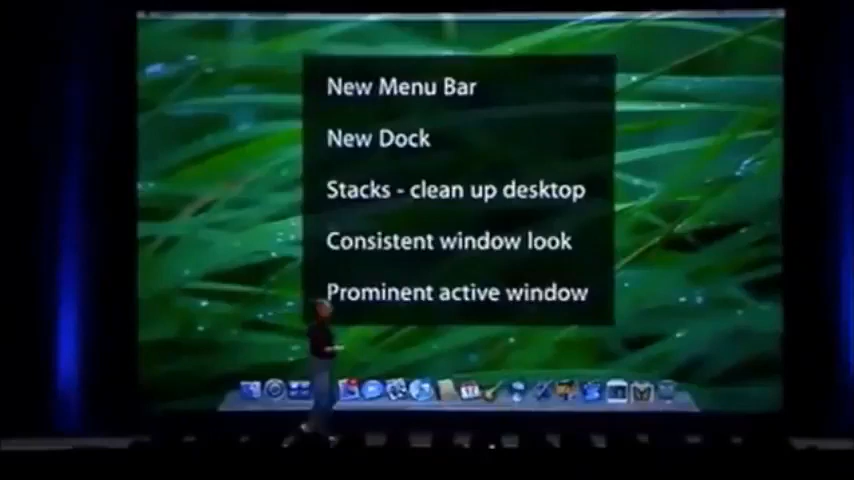 New Menu Bar
New Dock
Stacks - clean up desktop
Consistent window look
Prominent active window